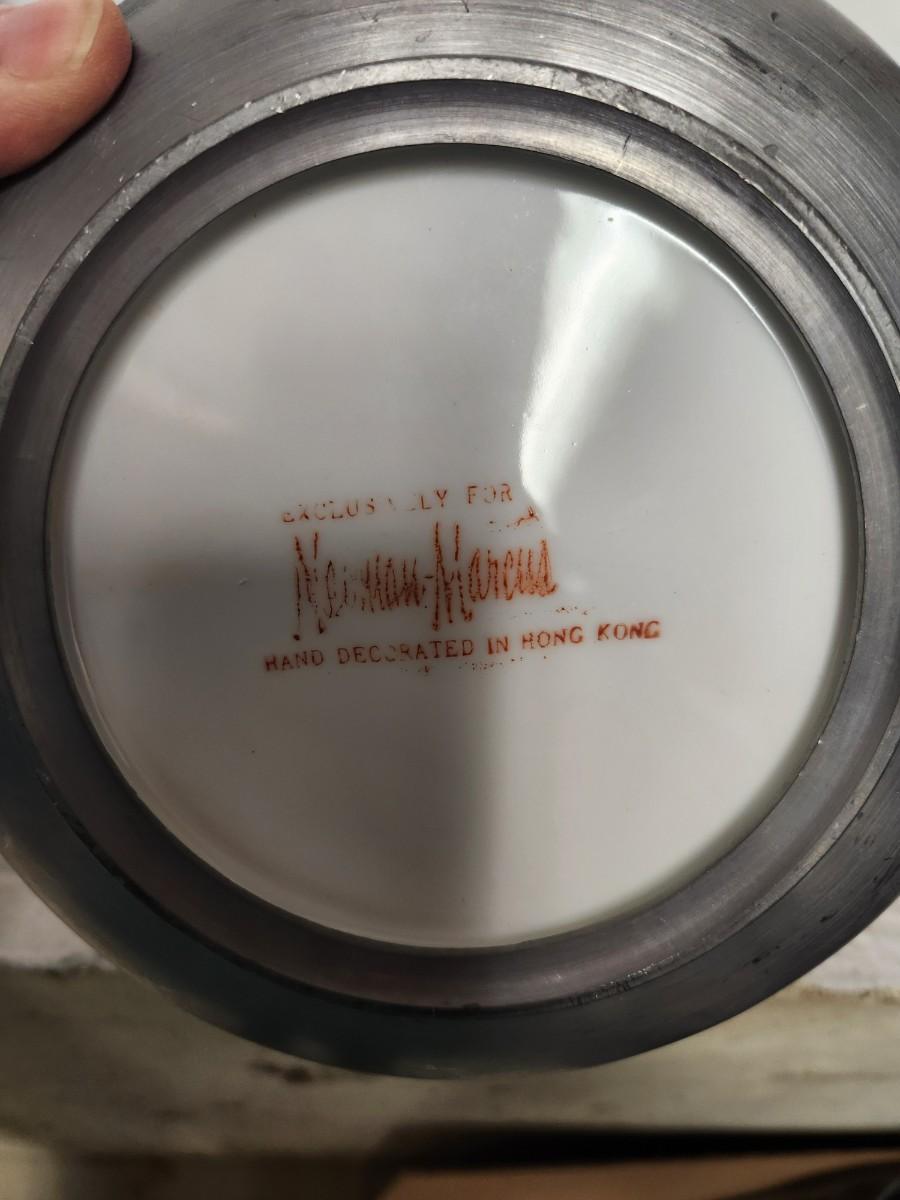 EXCLUSIVELY FOR
Neiman-Marcus
HAND DECORATED IN HONG KONG